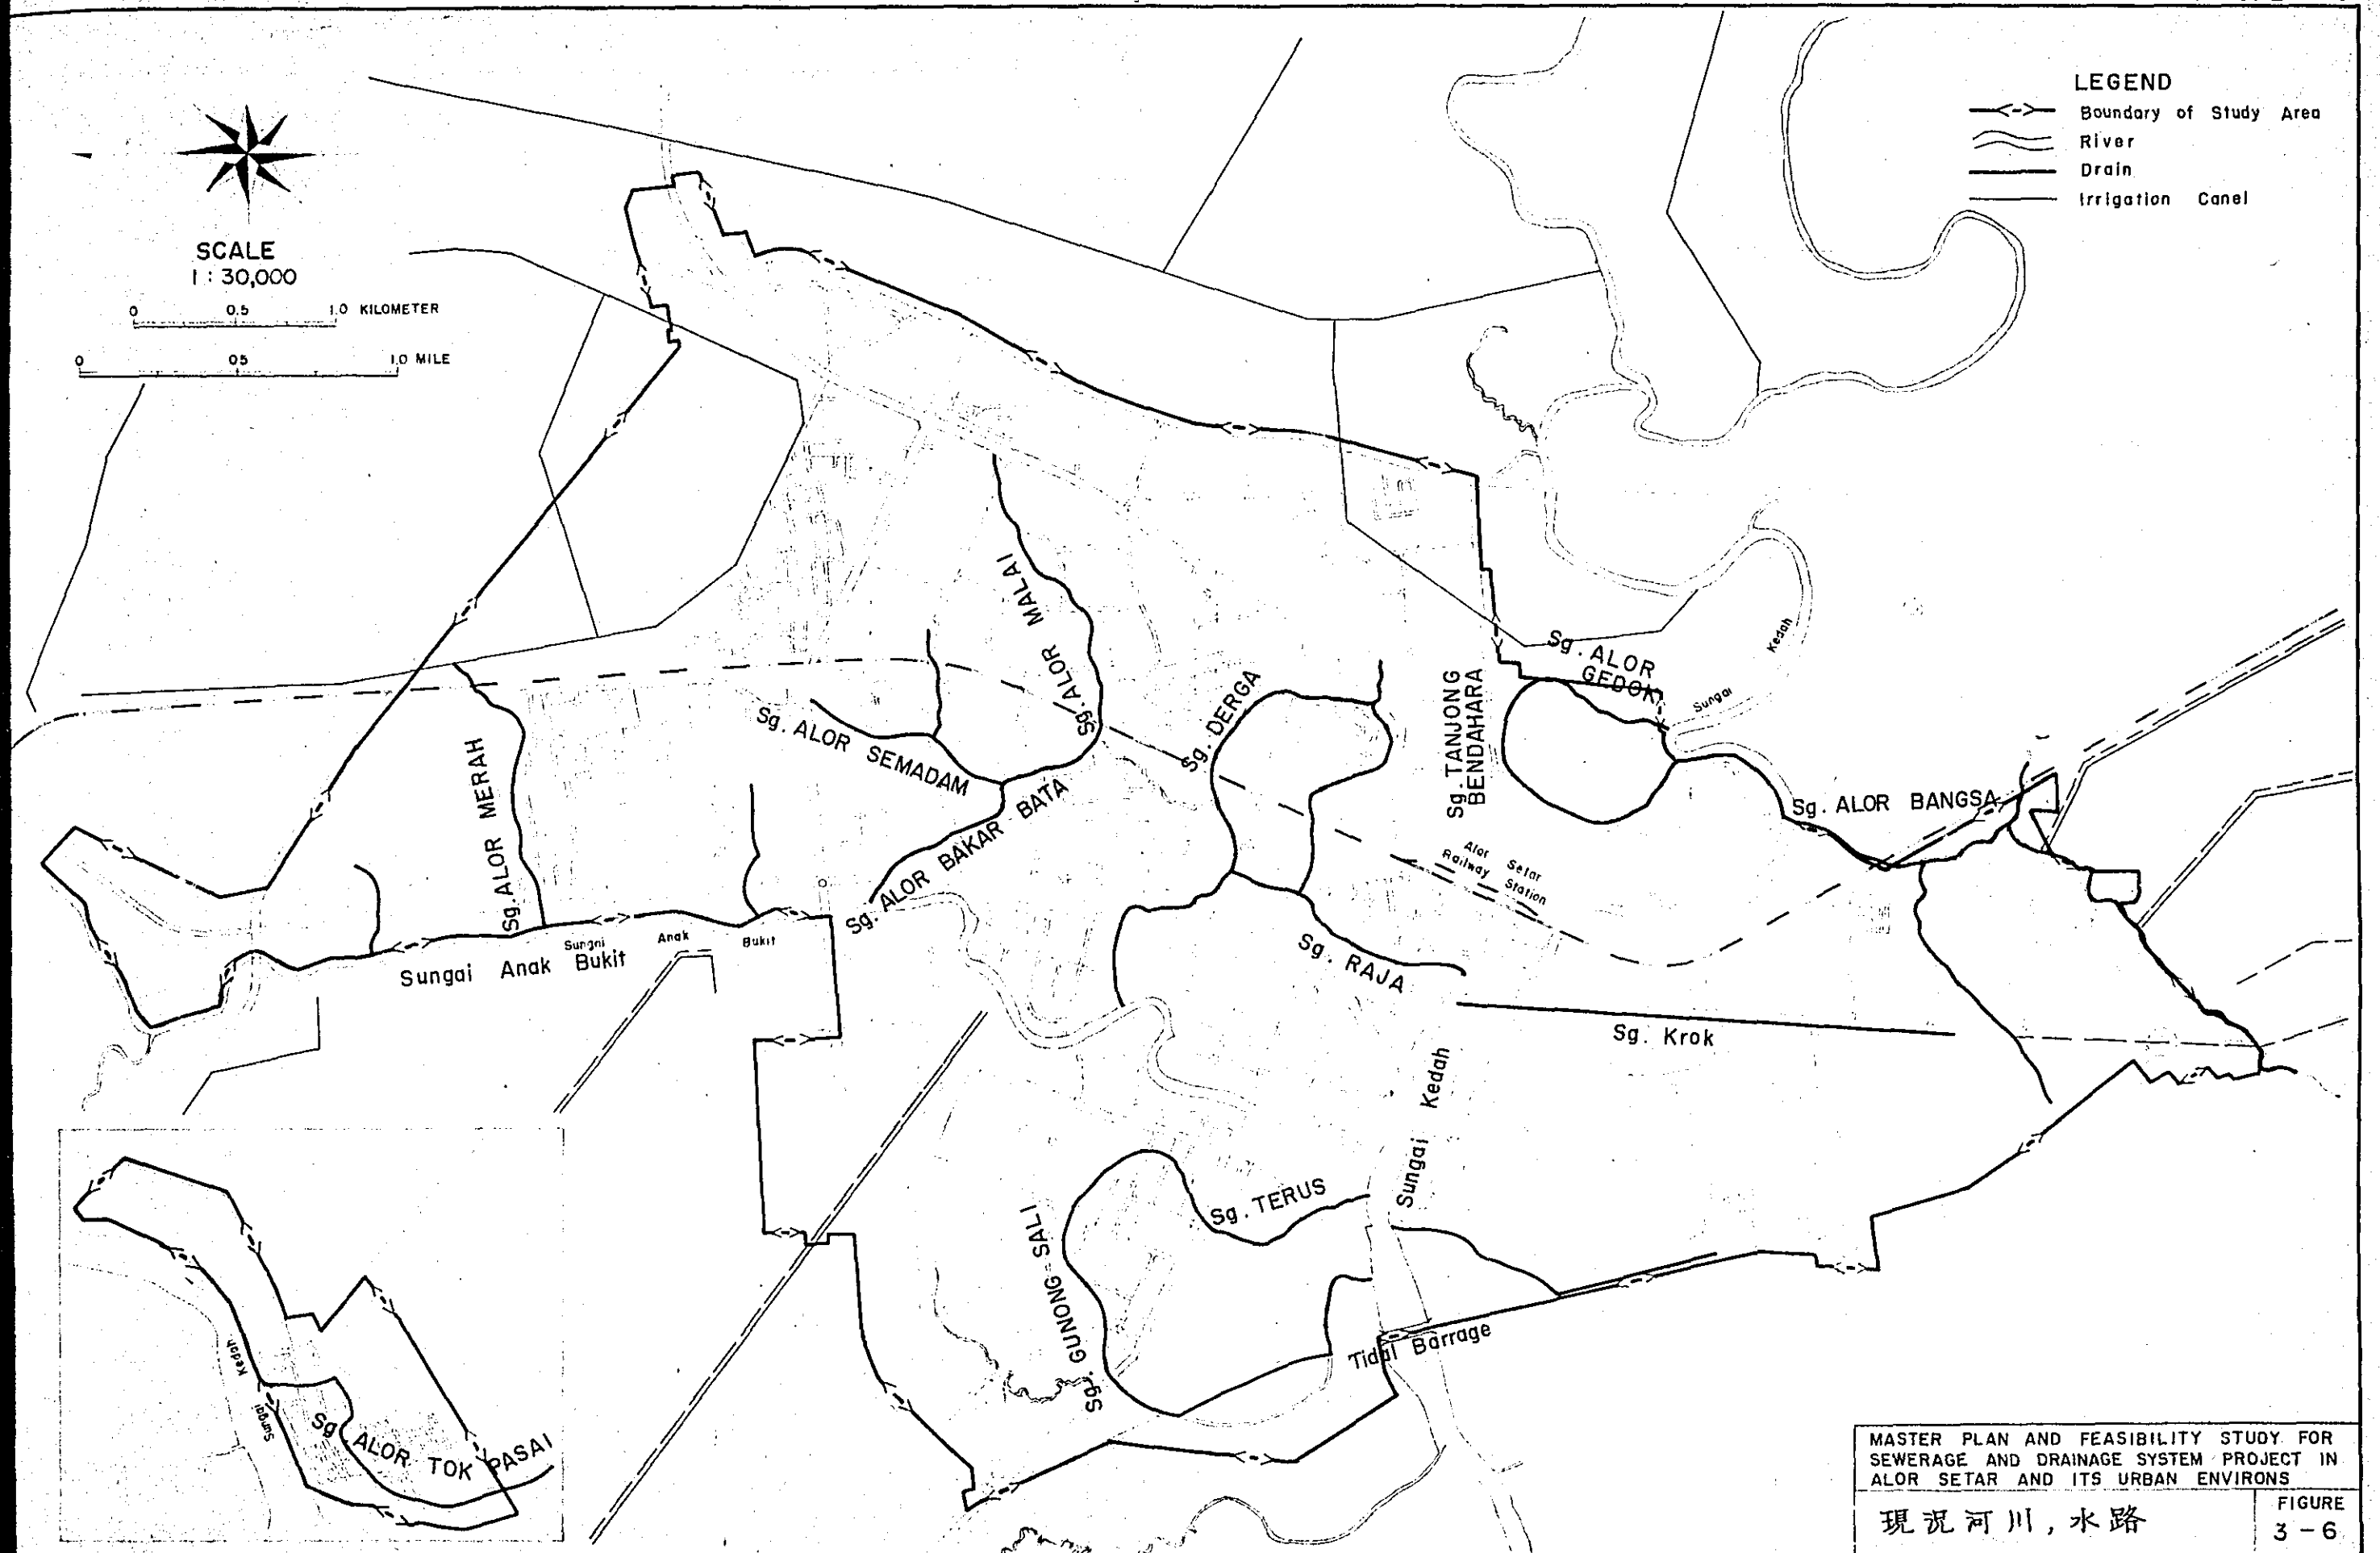 LEGEND
Boundary of Study Area
River
Drain
Irrigation Canel
SCALE
1 : 30,000
0 0.5 1.0 KILOMETER
0 05 1.0 MILE
Sg. ALOR MALAI
Sg. ALOR GEDOK
Kedah
Sungai
Sg. DERGA
Sg. TANJONG
BENDAHARA
Sg. ALOR SEMADAM
Sg. ALOR MERAH
Sg. ALOR BAKAR BATA
Sg. ALOR BANGSA
Alor Setar
Railway Station
Sungai Anak Bukit
Sungai Anak Bukit
Sg. RAJA
Sg. Krok
Sungai Kedah
Sg. TERUS
Sg. GUNONG SALI
Tidal Barrage
Kedah
Sungai
Sg. ALOR TOK PASAI
MASTER PLAN AND FEASIBILITY STUDY FOR
SEWERAGE AND DRAINAGE SYSTEM PROJECT IN
ALOR SETAR AND ITS URBAN ENVIRONS
現況河川,水路
FIGURE
3-6